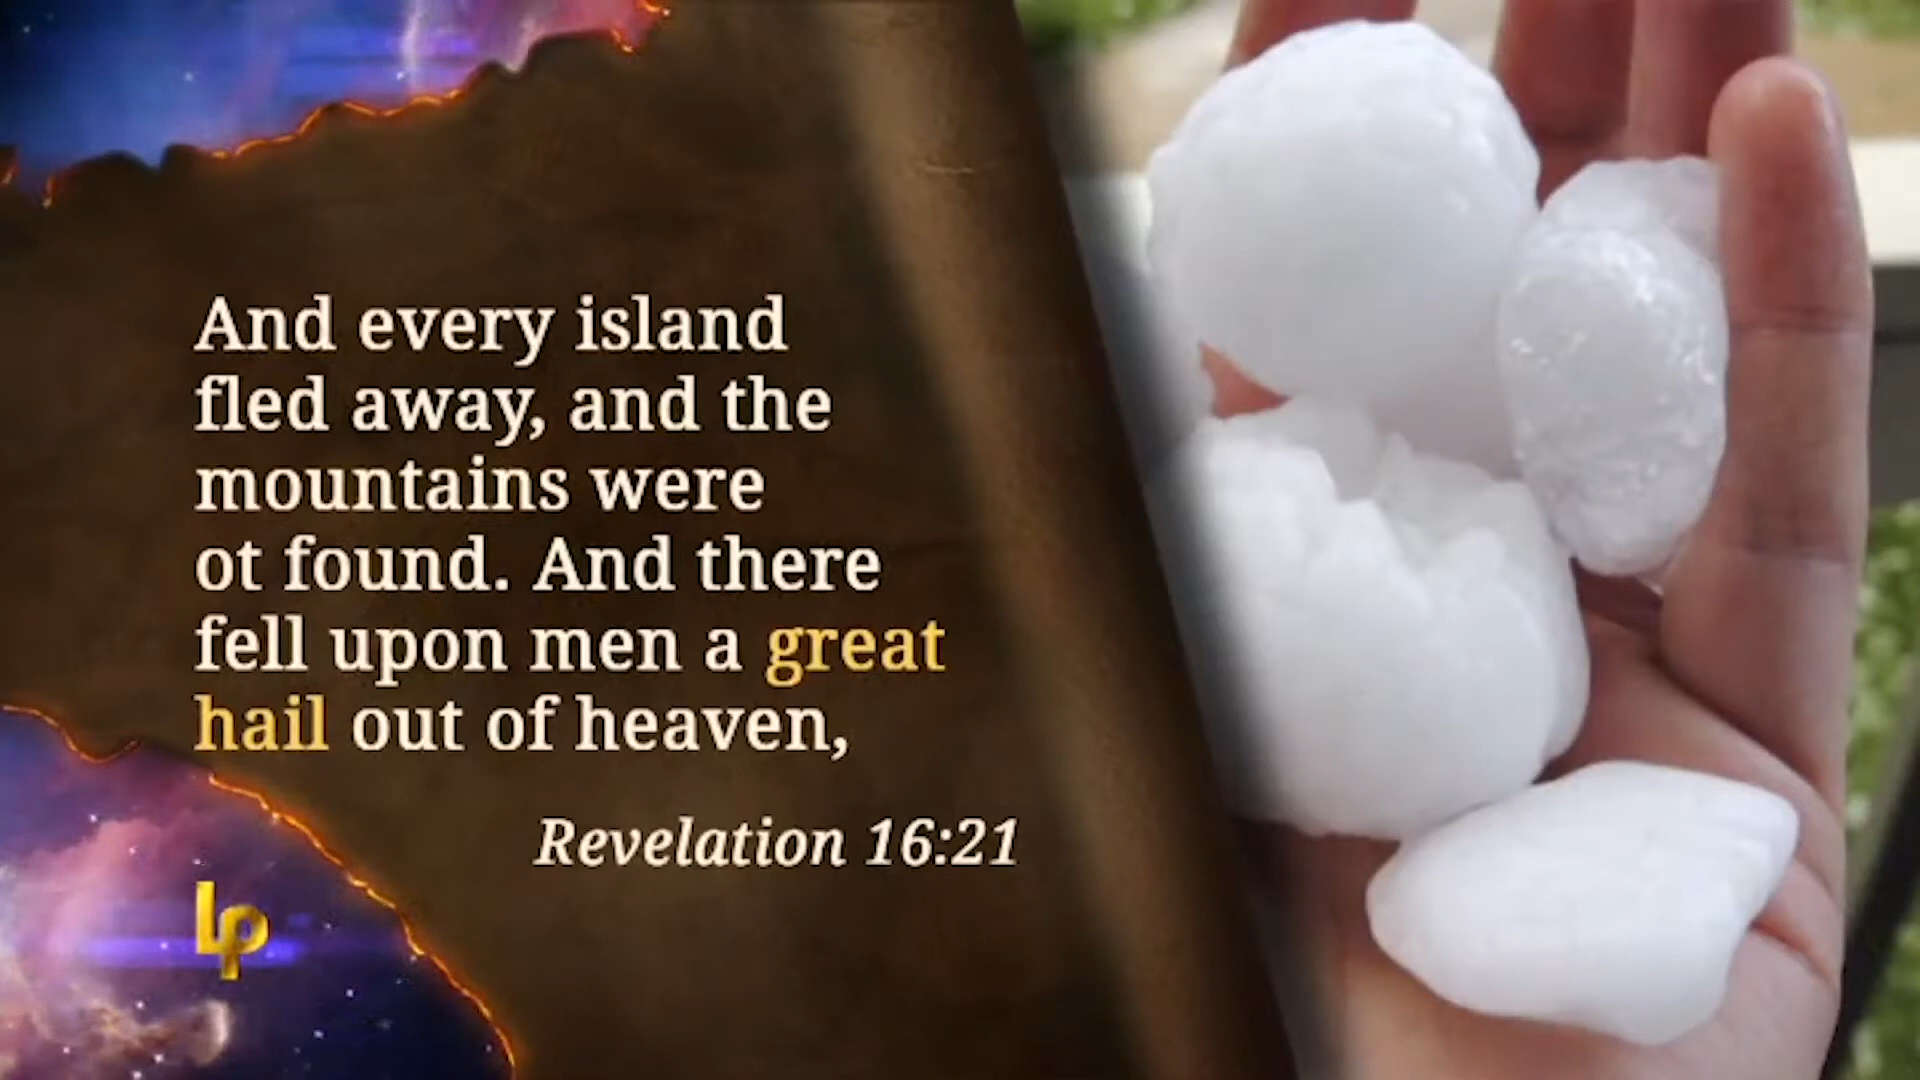 And every island
fled away, and the
mountains were
ot found. And there
fell upon men a great
hail out of heaven,
Revelation 16:21
Lp